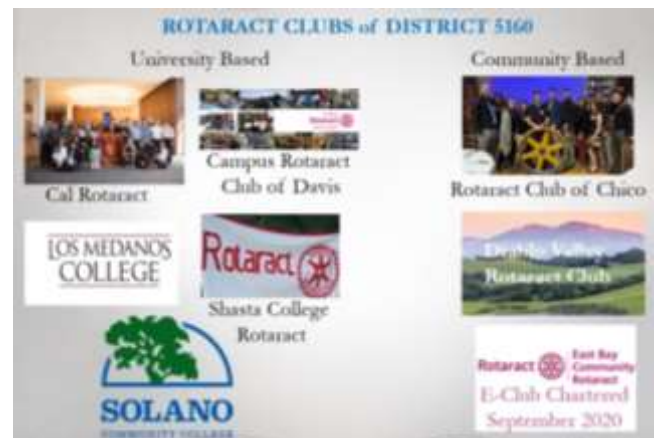 ROTARACT CLUBS of DISTRICT 5160
University Based
Community Based
Cal Rotaract
Campus Rotaract
Club of Davis
Rotaract Club of Chico
LOS MEDANOS
COLLEGE
Rotaract
Shasta College
Rotaract
Diablo Valley
Rotaract Club
SOLANO
COMMUNITY COLLEGE
Rotaract
East Bay
Community
Rotaract
E-Club Chartered
September 2020